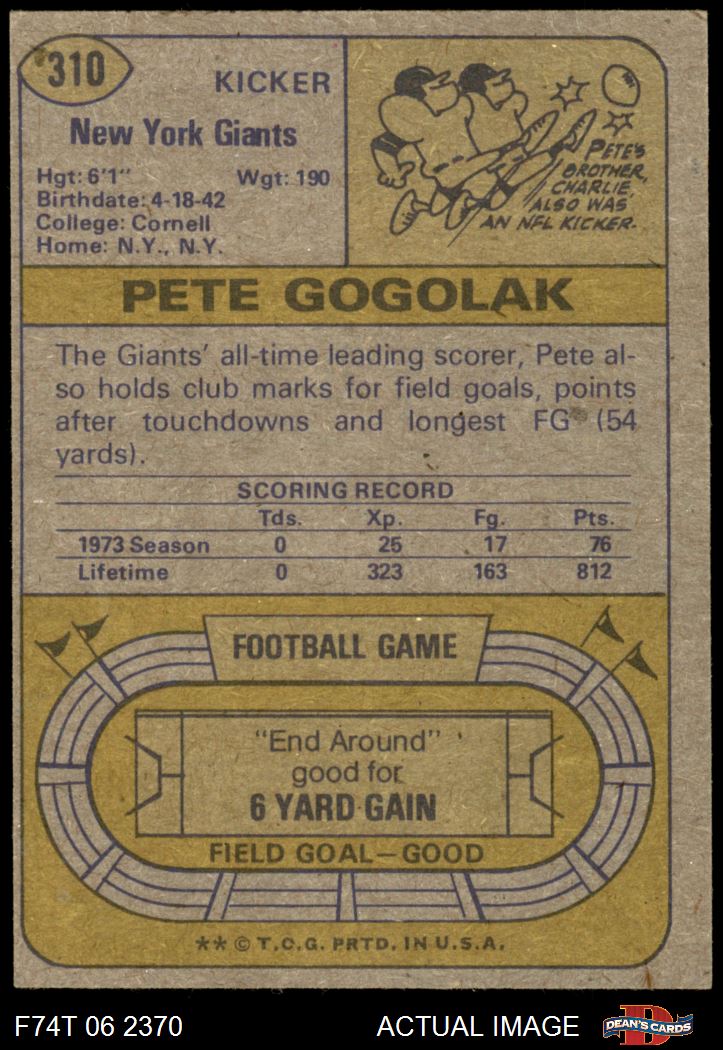 310
KICKER
New York Giants
Hgt: 6'1" Wgt: 190
Birthdate: 4-18-42
College: Cornell
Home: N.Y., N.Y.
PETE'S
BROTHER,
CHARLIE,
ALSO WAS
AN NFL KICKER.
PETE GOGOLAK
The Giants' all-time leading scorer, Pete al-
so holds club marks for field goals, points
after touchdowns and longest FG (54
yards).
SCORING RECORD
Tds. Xp. Fg. Pts.
1973 Season 0 25 17 76
Lifetime 0 323 163 812
FOOTBALL GAME
"End Around"
good for
6 YARD GAIN
FIELD GOAL—GOOD
** © T.C.G. PRTD. IN U.S.A.
F74T 06 2370 ACTUAL IMAGE
D
DEAN'S CARDS